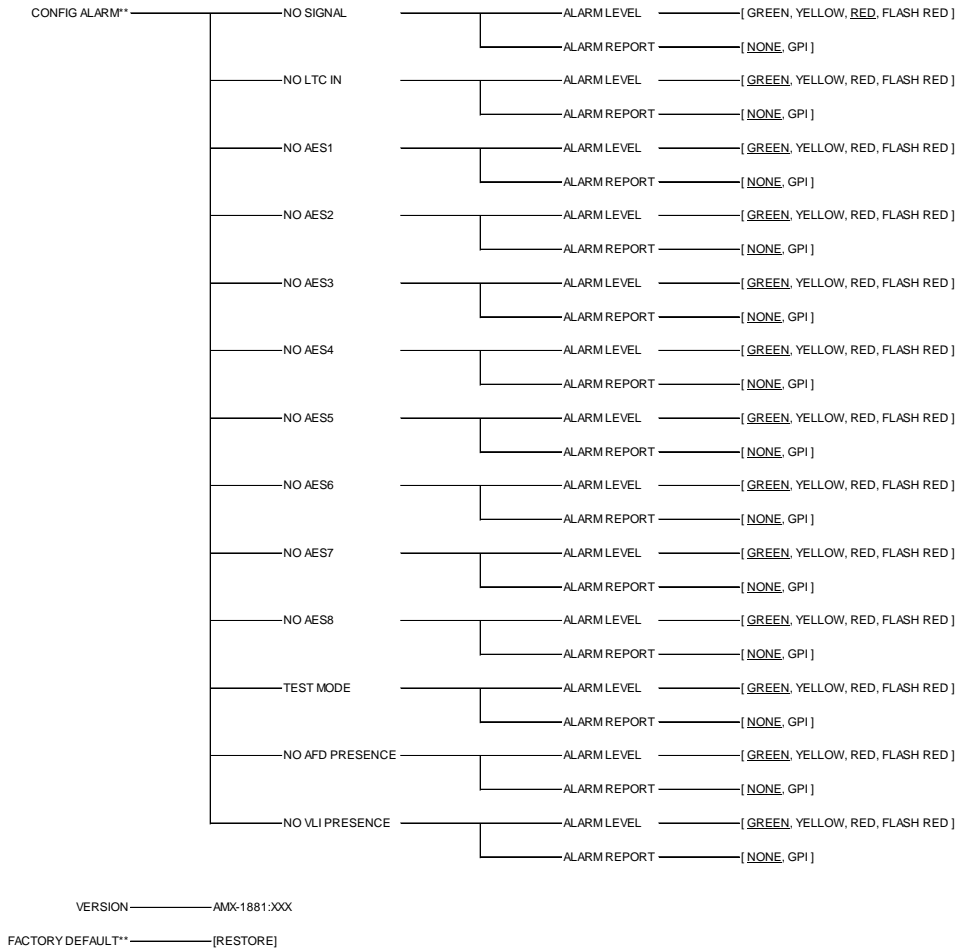 CONFIG ALARM** NO SIGNAL ALARM LEVEL [ GREEN, YELLOW, RED, FLASH RED ]
ALARM REPORT [ NONE, GPI ]
NO LTC IN ALARM LEVEL [ GREEN, YELLOW, RED, FLASH RED ]
ALARM REPORT [ NONE, GPI ]
NO AES1 ALARM LEVEL [ GREEN, YELLOW, RED, FLASH RED ]
ALARM REPORT [ NONE, GPI ]
NO AES2 ALARM LEVEL [ GREEN, YELLOW, RED, FLASH RED ]
ALARM REPORT [ NONE, GPI ]
NO AES3 ALARM LEVEL [ GREEN, YELLOW, RED, FLASH RED ]
ALARM REPORT [ NONE, GPI ]
NO AES4 ALARM LEVEL [ GREEN, YELLOW, RED, FLASH RED ]
ALARM REPORT [ NONE, GPI ]
NO AES5 ALARM LEVEL [ GREEN, YELLOW, RED, FLASH RED ]
ALARM REPORT [ NONE, GPI ]
NO AES6 ALARM LEVEL [ GREEN, YELLOW, RED, FLASH RED ]
ALARM REPORT [ NONE, GPI ]
NO AES7 ALARM LEVEL [ GREEN, YELLOW, RED, FLASH RED ]
ALARM REPORT [ NONE, GPI ]
NO AES8 ALARM LEVEL [ GREEN, YELLOW, RED, FLASH RED ]
ALARM REPORT [ NONE, GPI ]
TEST MODE ALARM LEVEL [ GREEN, YELLOW, RED, FLASH RED ]
ALARM REPORT [ NONE, GPI ]
NO AFD PRESENCE ALARM LEVEL [ GREEN, YELLOW, RED, FLASH RED ]
ALARM REPORT [ NONE, GPI ]
NO VLI PRESENCE ALARM LEVEL [ GREEN, YELLOW, RED, FLASH RED ]
ALARM REPORT [ NONE, GPI ]
VERSION AMX-1881:XXX
FACTORY DEFAULT** [RESTORE]